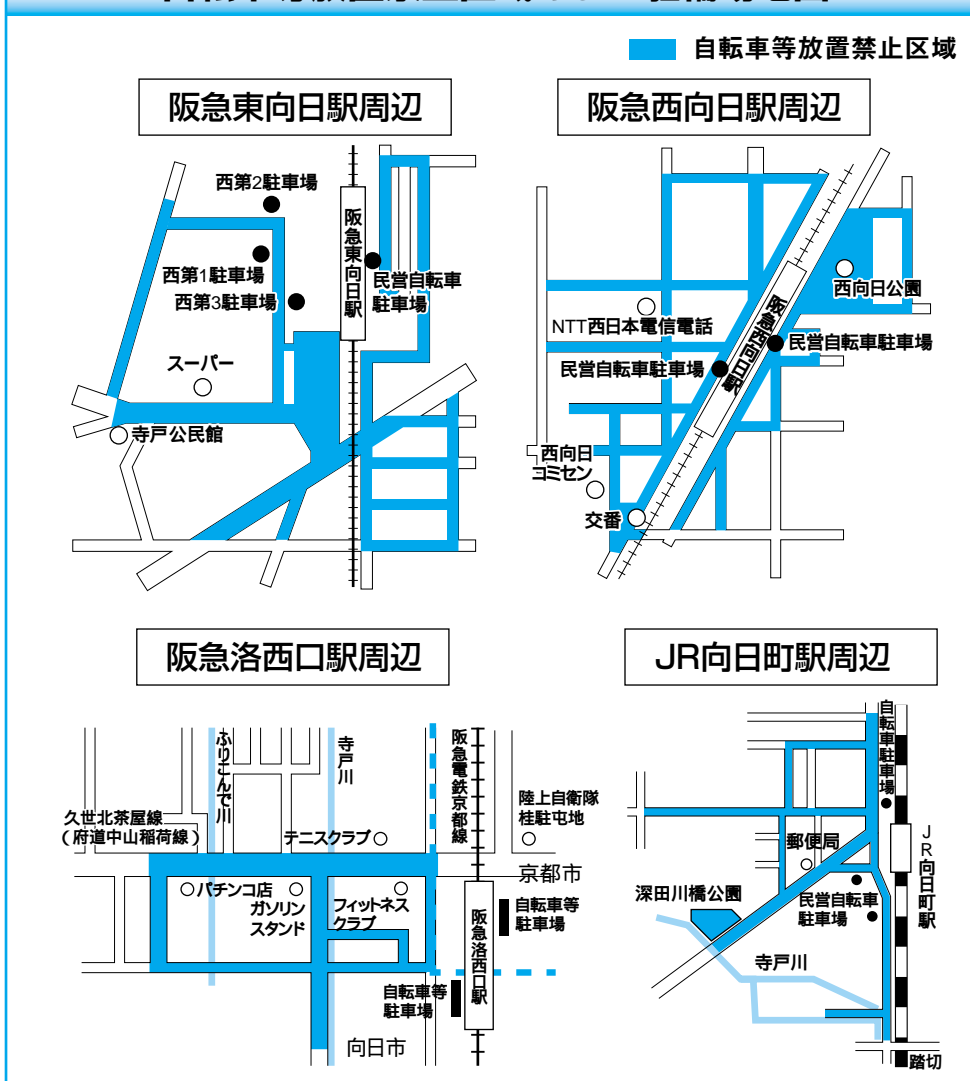 自転車等放置禁止区域
阪急東向日駅周辺
西第2駐車場
西第1駐車場
西第3駐車場
阪急東向日駅
民営自転車
駐車場
スーパー
寺戸公民館
阪急西向日駅周辺
西向日公園
NTT西日本電信電話
阪急西向日駅
民営自転車駐車場
民営自転車駐車場
西向日
コミセン
交番
阪急洛西口駅周辺
ふりこんで川
寺戸川
阪急電鉄京都線
久世北茶屋線
(府道中山稲荷線)
テニスクラブ
陸上自衛隊
桂駐屯地
京都市
パチンコ店
ガソリン
スタンド
フィットネス
クラブ
阪急洛西口駅
自転車等
駐車場
自転車等
駐車場
向日市
JR向日町駅周辺
自転車駐車場
郵便局
JR向日町駅
深田川橋公園
民営自転車
駐車場
寺戸川
踏切